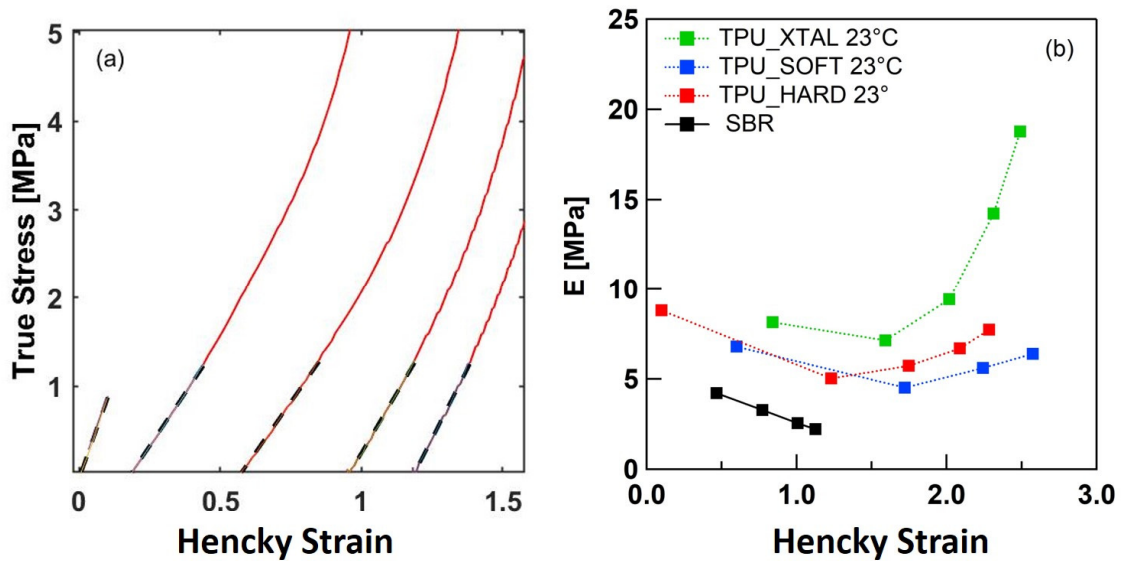 (a)
True Stress [MPa]
5
4
3
2
1
0
0.5
1
1.5
Hencky Strain
(b)
TPU_XTAL 23°C
TPU_SOFT 23°C
TPU_HARD 23°
SBR
E [MPa]
25
20
15
10
5
0
0.0
1.0
2.0
3.0
Hencky Strain